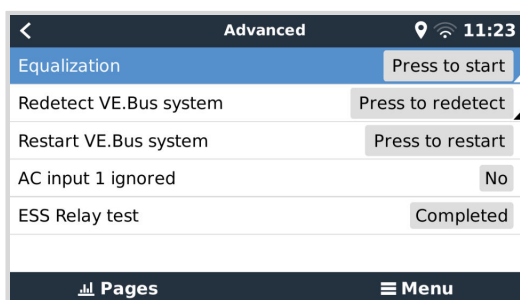 Advanced 11:23
Equalization Press to start
Redetect VE.Bus system Press to redetect
Restart VE.Bus system Press to restart
AC input 1 ignored No
ESS Relay test Completed
Pages Menu